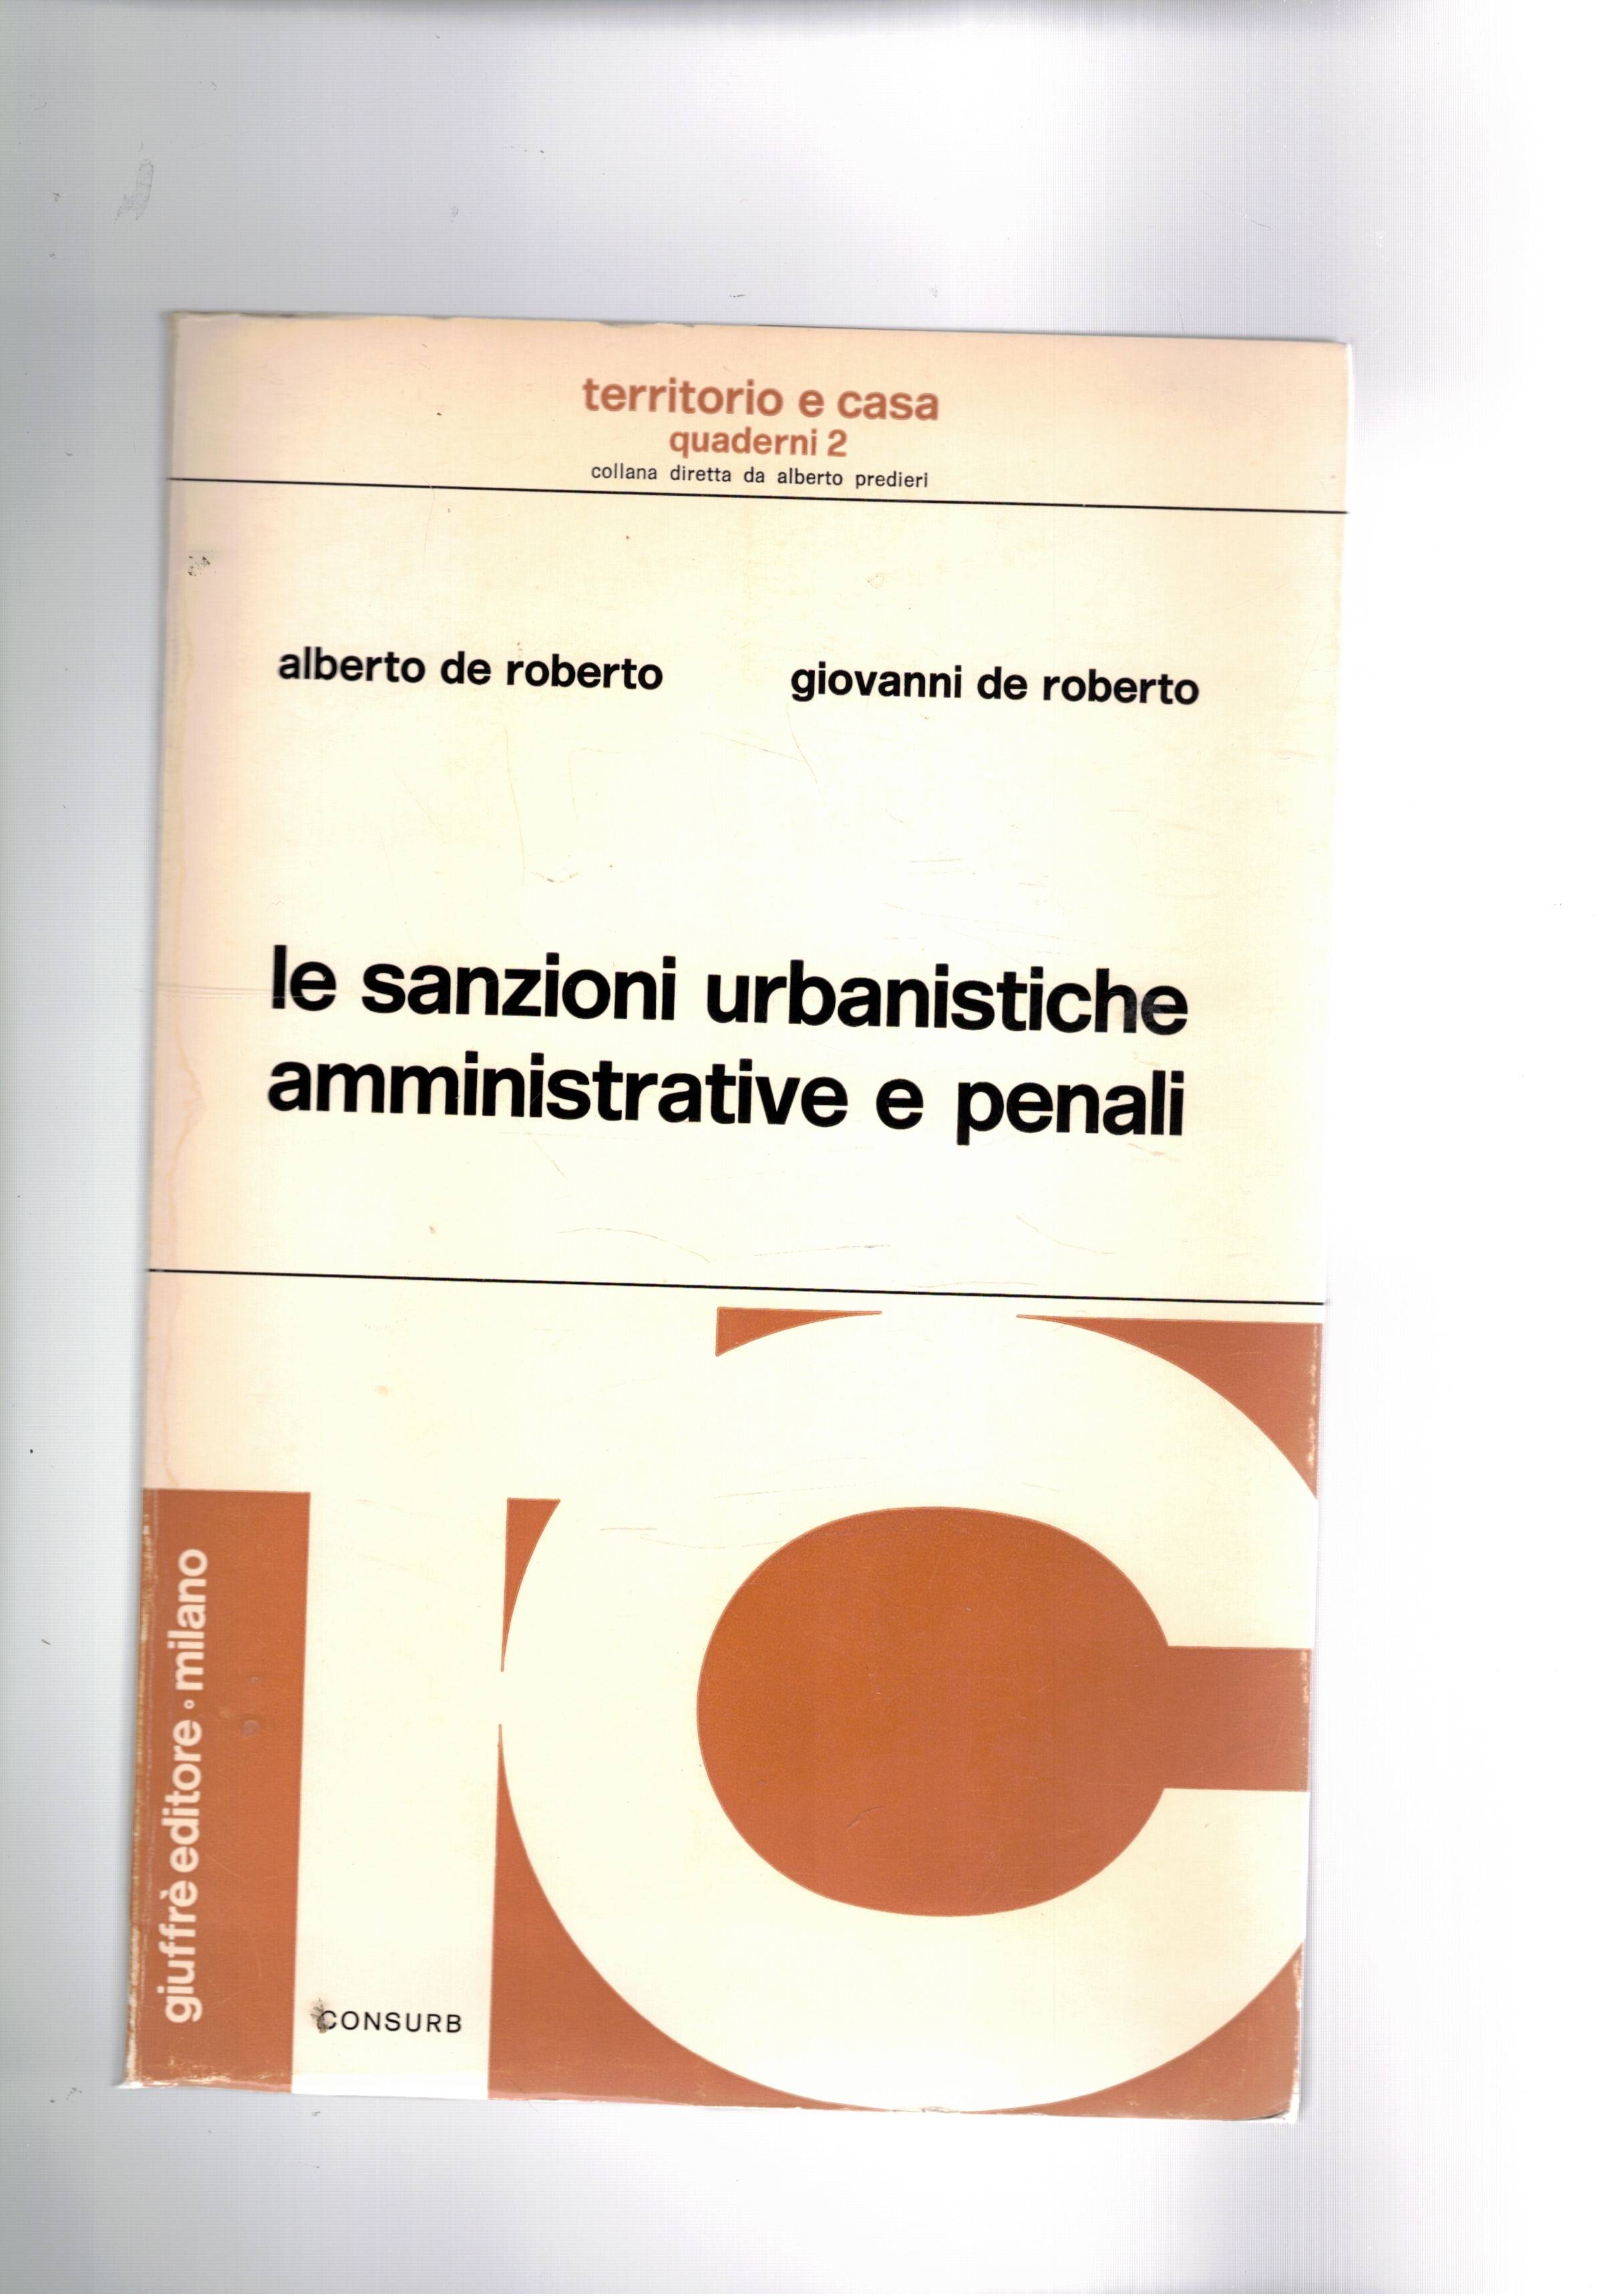 territorio e casa
quaderni 2
collana diretta da alberto predieri
alberto de roberto
giovanni de roberto
le sanzioni urbanistiche
amministrative e penali
giuffrè editore • milano
CONSURB